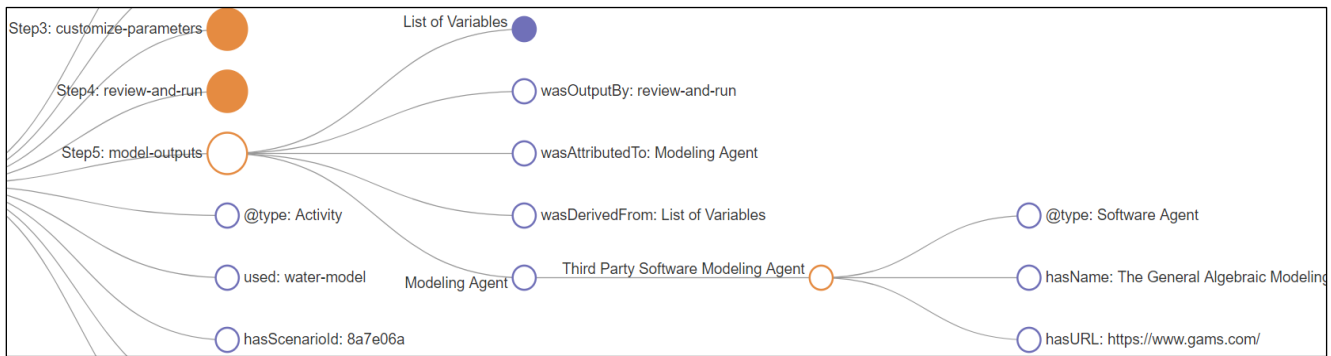 Step3: customize-parameters
List of Variables
Step4: review-and-run
wasOutputBy: review-and-run
Step5: model-outputs
wasAttributedTo: Modeling Agent
@type: Activity
wasDerivedFrom: List of Variables
@type: Software Agent
used: water-model
Modeling Agent
Third Party Software Modeling Agent
hasName: The General Algebraic Modeling
hasScenarioId: 8a7e06a
hasURL: https://www.gams.com/